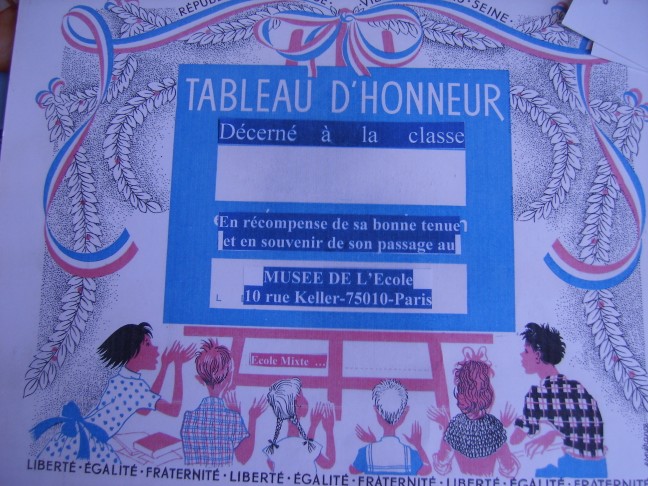 TABLEAU D'HONNEUR
Décerné à la classe
En récompense de sa bonne tenue
et en souvenir de son passage au
MUSEE DE L'Ecole
10 rue Keller-75010-Paris
Ecole Mixte ...
LIBERTÉ·ÉGALITÉ·FRATERNITÉ·LIBERTÉ·ÉGALITÉ·FRATERNITÉ·LIBERTÉ·ÉGALITÉ·FRATERNITÉ